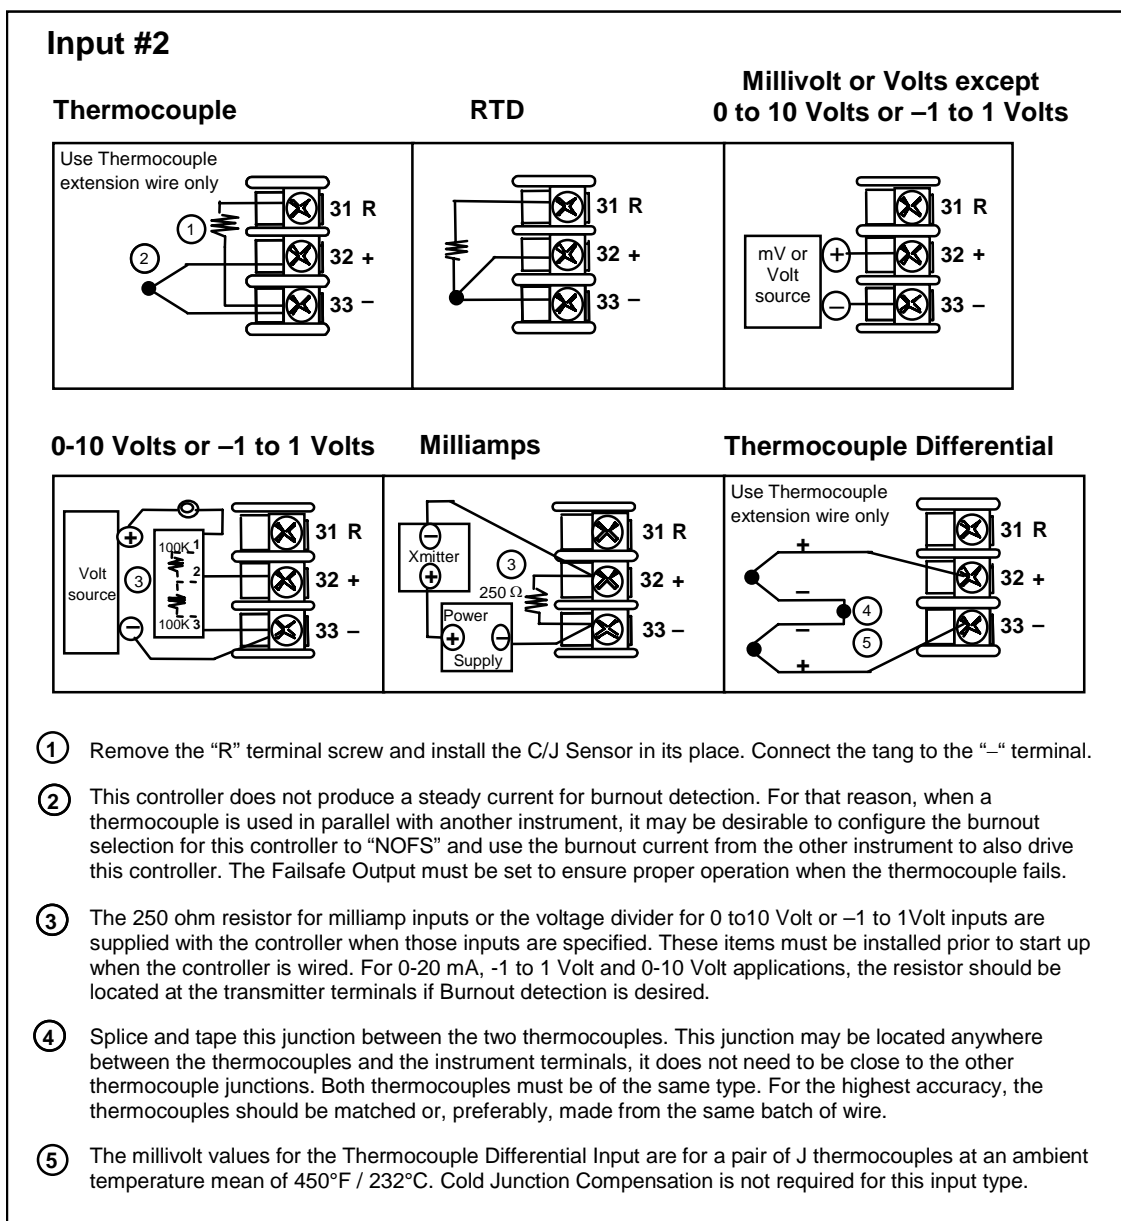 Input #2
Thermocouple
RTD
Millivolt or Volts except
0 to 10 Volts or –1 to 1 Volts
Use Thermocouple
extension wire only
1
2
31 R
32 +
33 –
31 R
32 +
33 –
mV or
Volt
source
+
–
31 R
32 +
33 –
0-10 Volts or –1 to 1 Volts
Milliamps
Thermocouple Differential
Volt
source
+
–
3
100K 1
2
100K 3
31 R
32 +
33 –
–
Xmitter
+
3
250 Ω
Power
+ –
Supply
31 R
32 +
33 –
Use Thermocouple
extension wire only
+
–
4
–
5
+
31 R
32 +
33 –
1 Remove the “R” terminal screw and install the C/J Sensor in its place. Connect the tang to the “–“ terminal.
2 This controller does not produce a steady current for burnout detection. For that reason, when a
thermocouple is used in parallel with another instrument, it may be desirable to configure the burnout
selection for this controller to “NOFS” and use the burnout current from the other instrument to also drive
this controller. The Failsafe Output must be set to ensure proper operation when the thermocouple fails.
3 The 250 ohm resistor for milliamp inputs or the voltage divider for 0 to10 Volt or –1 to 1Volt inputs are
supplied with the controller when those inputs are specified. These items must be installed prior to start up
when the controller is wired. For 0-20 mA, -1 to 1 Volt and 0-10 Volt applications, the resistor should be
located at the transmitter terminals if Burnout detection is desired.
4 Splice and tape this junction between the two thermocouples. This junction may be located anywhere
between the thermocouples and the instrument terminals, it does not need to be close to the other
thermocouple junctions. Both thermocouples must be of the same type. For the highest accuracy, the
thermocouples should be matched or, preferably, made from the same batch of wire.
5 The millivolt values for the Thermocouple Differential Input are for a pair of J thermocouples at an ambient
temperature mean of 450°F / 232°C. Cold Junction Compensation is not required for this input type.